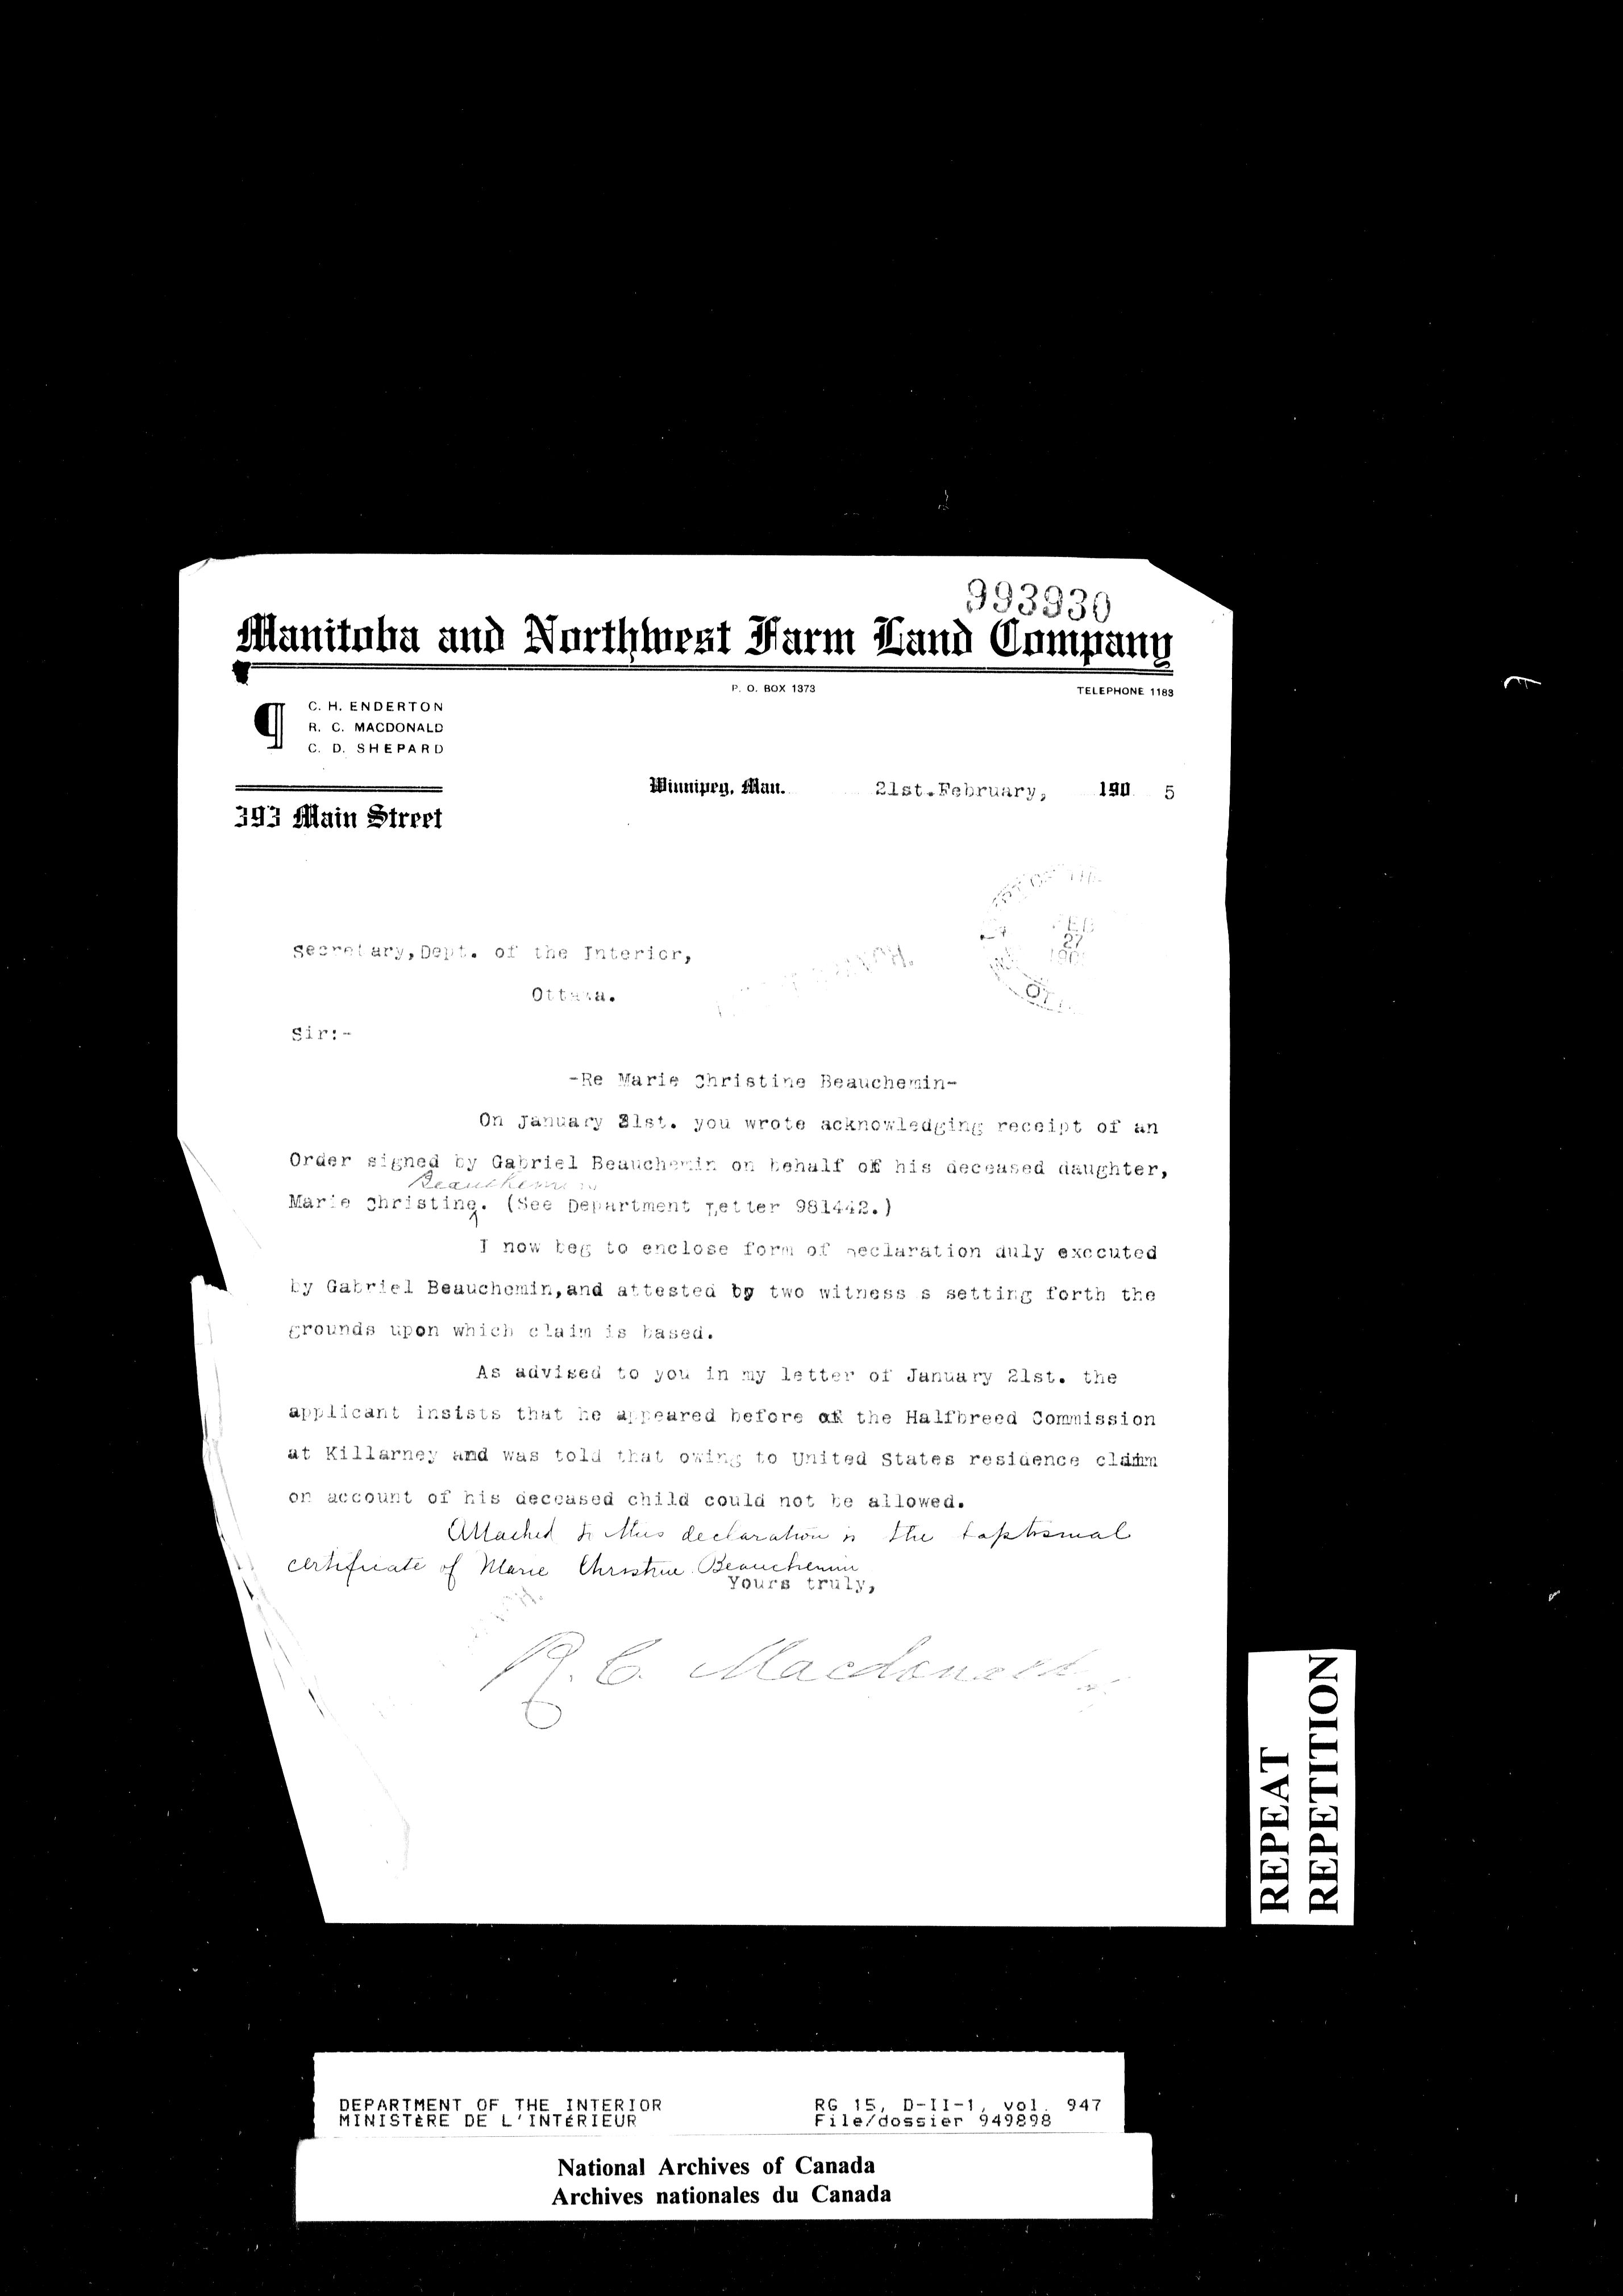 993930
Manitoba and Northwest Farm Land Company
P. O. BOX 1373 TELEPHONE 1183
¶ C. H. ENDERTON
R. C. MACDONALD
C. D. SHEPARD
Winnipeg, Man. 21st.February, 190 5
393 Main Street
FEB
27
190
OT
Secretary,Dept. of the Interior,
Ottawa.
Sir:-
-Re Marie Christine Beauchemin-
On January 31st. you wrote acknowledging receipt of an
Order signed by Gabriel Beauchemin on behalf of his deceased daughter,
Beauchemin
Marie Christine. (See Department Letter 981442.)
I now beg to enclose form of Declaration duly executed
by Gabriel Beauchemin,and attested by two witness s setting forth the
grounds upon which claim is based.
As advised to you in my letter of January 21st. the
applicant insists that he appeared before the Halfbreed Commission
at Killarney and was told that owing to United States residence claim
on account of his deceased child could not be allowed.
Attached to this declaration is the baptismal
certificate of Marie Christine Beauchemin
Yours truly,
R. C. Macdonald
REPEAT
REPETITION
DEPARTMENT OF THE INTERIOR RG 15, D-II-1, vol. 947
MINISTÈRE DE L'INTÉRIEUR File/dossier 949898
National Archives of Canada
Archives nationales du Canada